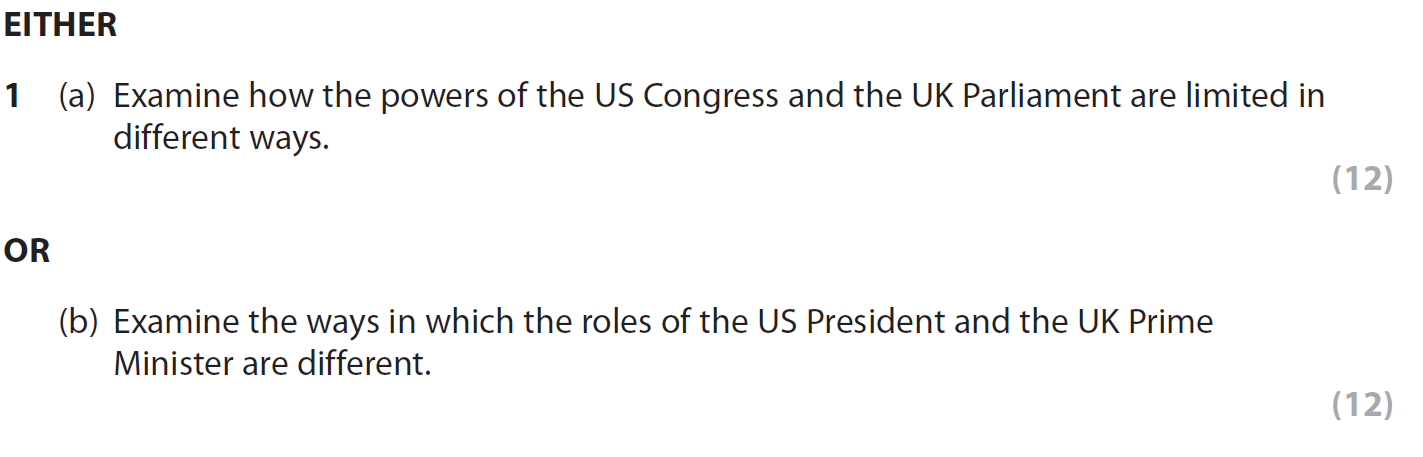 EITHER
1 (a) Examine how the powers of the US Congress and the UK Parliament are limited in
different ways.
(12)
OR
(b) Examine the ways in which the roles of the US President and the UK Prime
Minister are different.
(12)